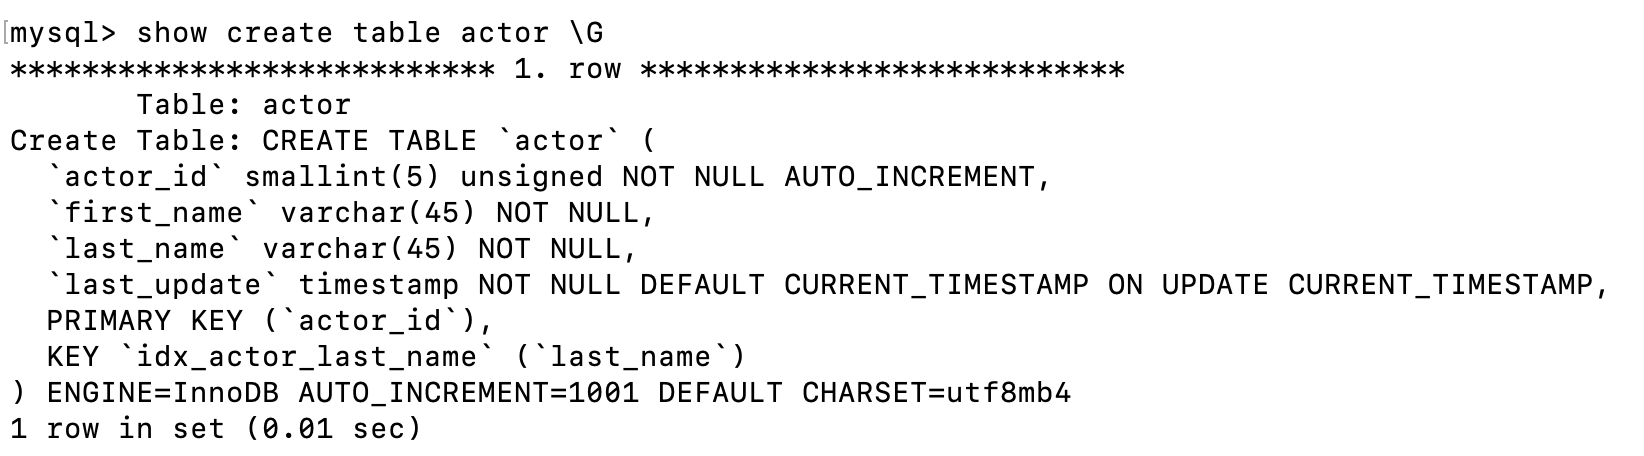 mysql> show create table actor \G
*************************** 1. row ***************************
       Table: actor
Create Table: CREATE TABLE `actor` (
  `actor_id` smallint(5) unsigned NOT NULL AUTO_INCREMENT,
  `first_name` varchar(45) NOT NULL,
  `last_name` varchar(45) NOT NULL,
  `last_update` timestamp NOT NULL DEFAULT CURRENT_TIMESTAMP ON UPDATE CURRENT_TIMESTAMP,
  PRIMARY KEY (`actor_id`),
  KEY `idx_actor_last_name` (`last_name`)
) ENGINE=InnoDB AUTO_INCREMENT=1001 DEFAULT CHARSET=utf8mb4
1 row in set (0.01 sec)